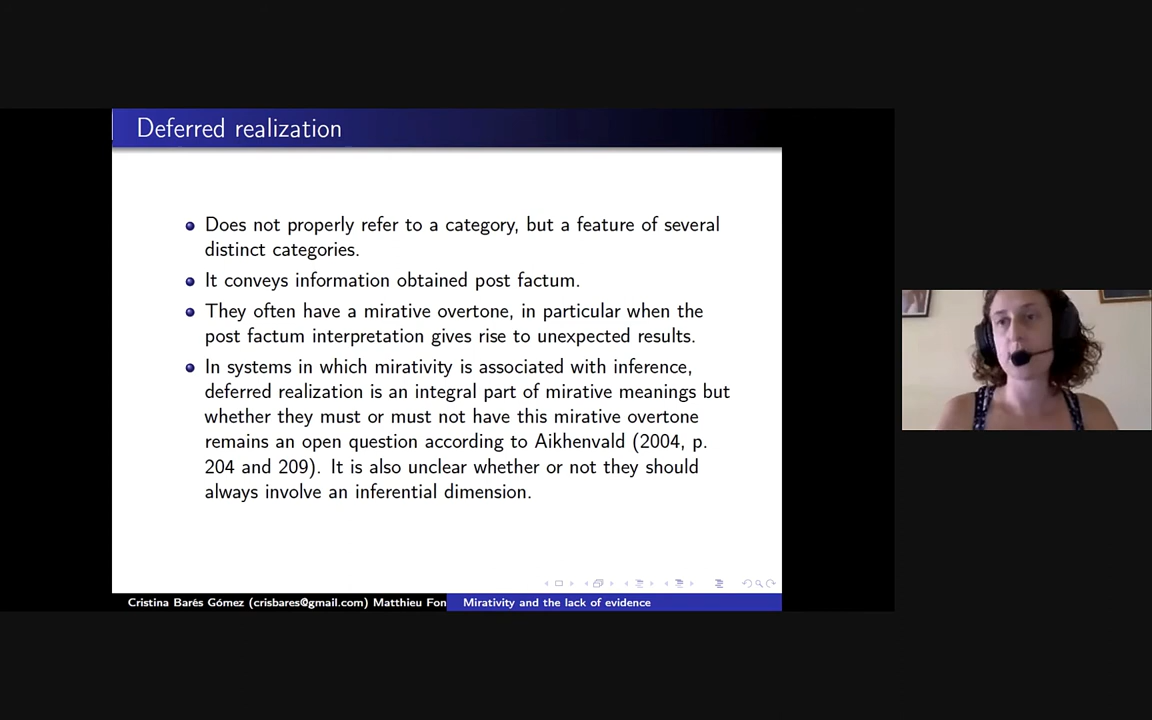 Deferred realization
Does not properly refer to a category, but a feature of several
distinct categories.
It conveys information obtained post factum.
They often have a mirative overtone, in particular when the
post factum interpretation gives rise to unexpected results.
In systems in which mirativity is associated with inference,
deferred realization is an integral part of mirative meanings but
whether they must or must not have this mirative overtone
remains an open question according to Aikhenvald (2004, p.
204 and 209). It is also unclear whether or not they should
always involve an inferential dimension.
Cristina Barés Gómez (crisbares@gmail.com) Matthieu Fon
Mirativity and the lack of evidence